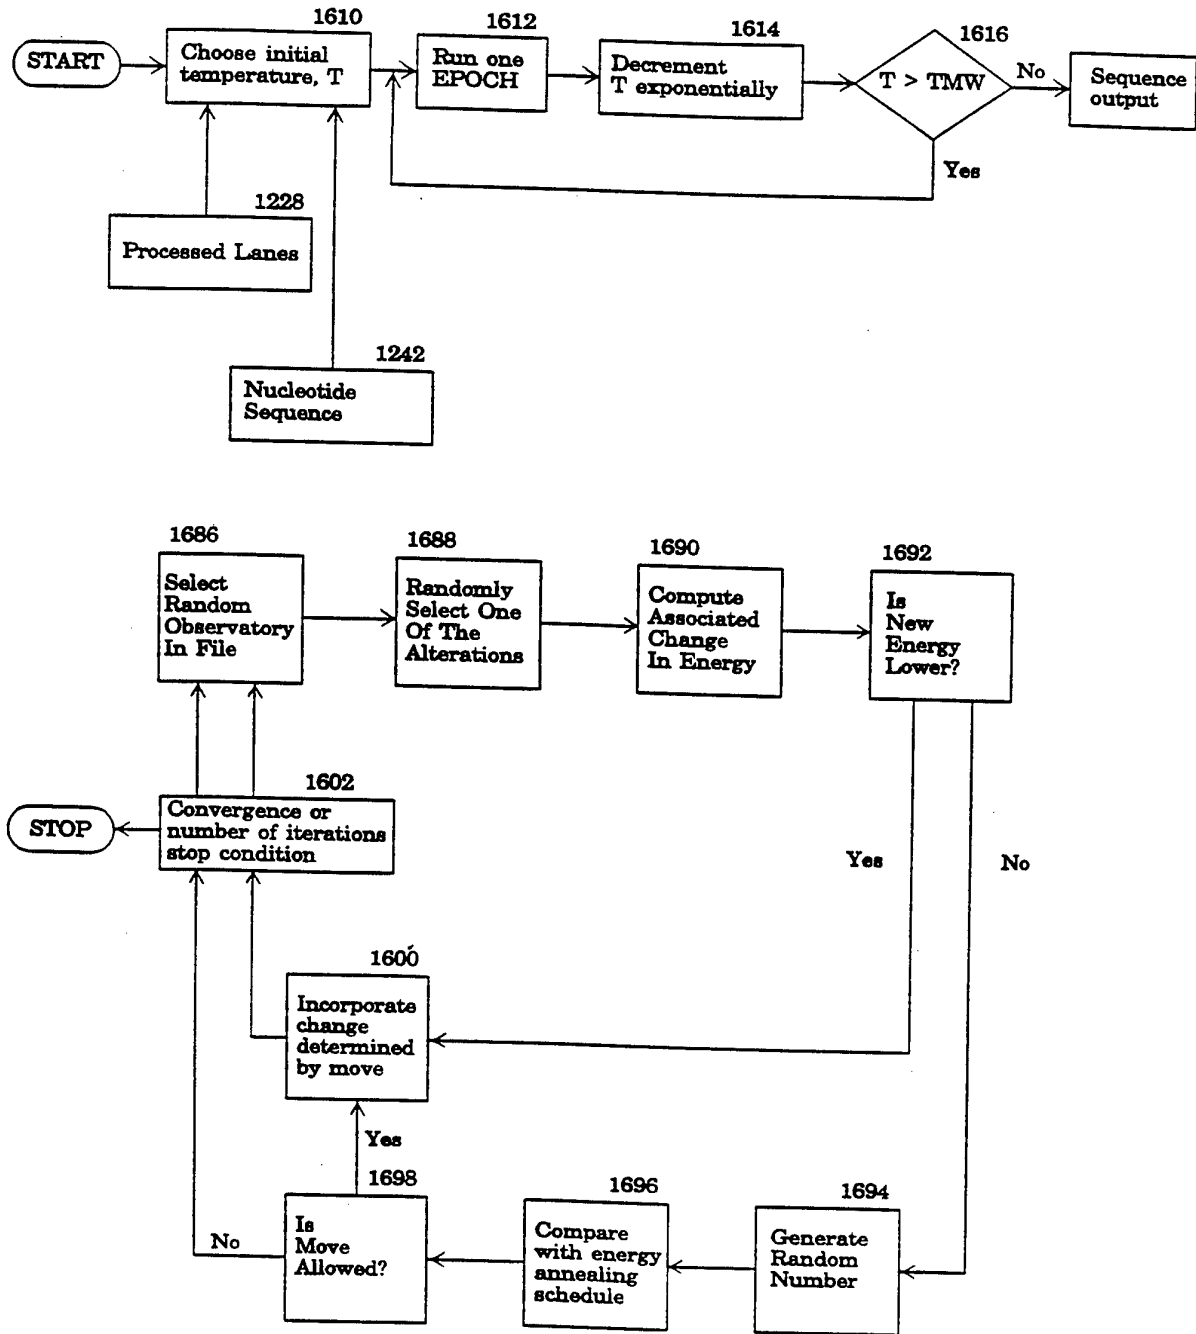 1610
START
Choose initial
temperature, T
1612
Run one
EPOCH
1614
Decrement
T exponentially
1616
T > TMW
No
Sequence
output
Yes
1228
Processed Lanes
1242
Nucleotide
Sequence
1686
Select
Random
Observatory
In File
1688
Randomly
Select One
Of The
Alterations
1690
Compute
Associated
Change
In Energy
1692
Is
New
Energy
Lower?
1602
STOP
Convergence or
number of iterations
stop condition
Yes
No
1600
Incorporate
change
determined
by move
Yes
1698
Is
Move
Allowed?
No
1696
Compare
with energy
annealing
schedule
1694
Generate
Random
Number